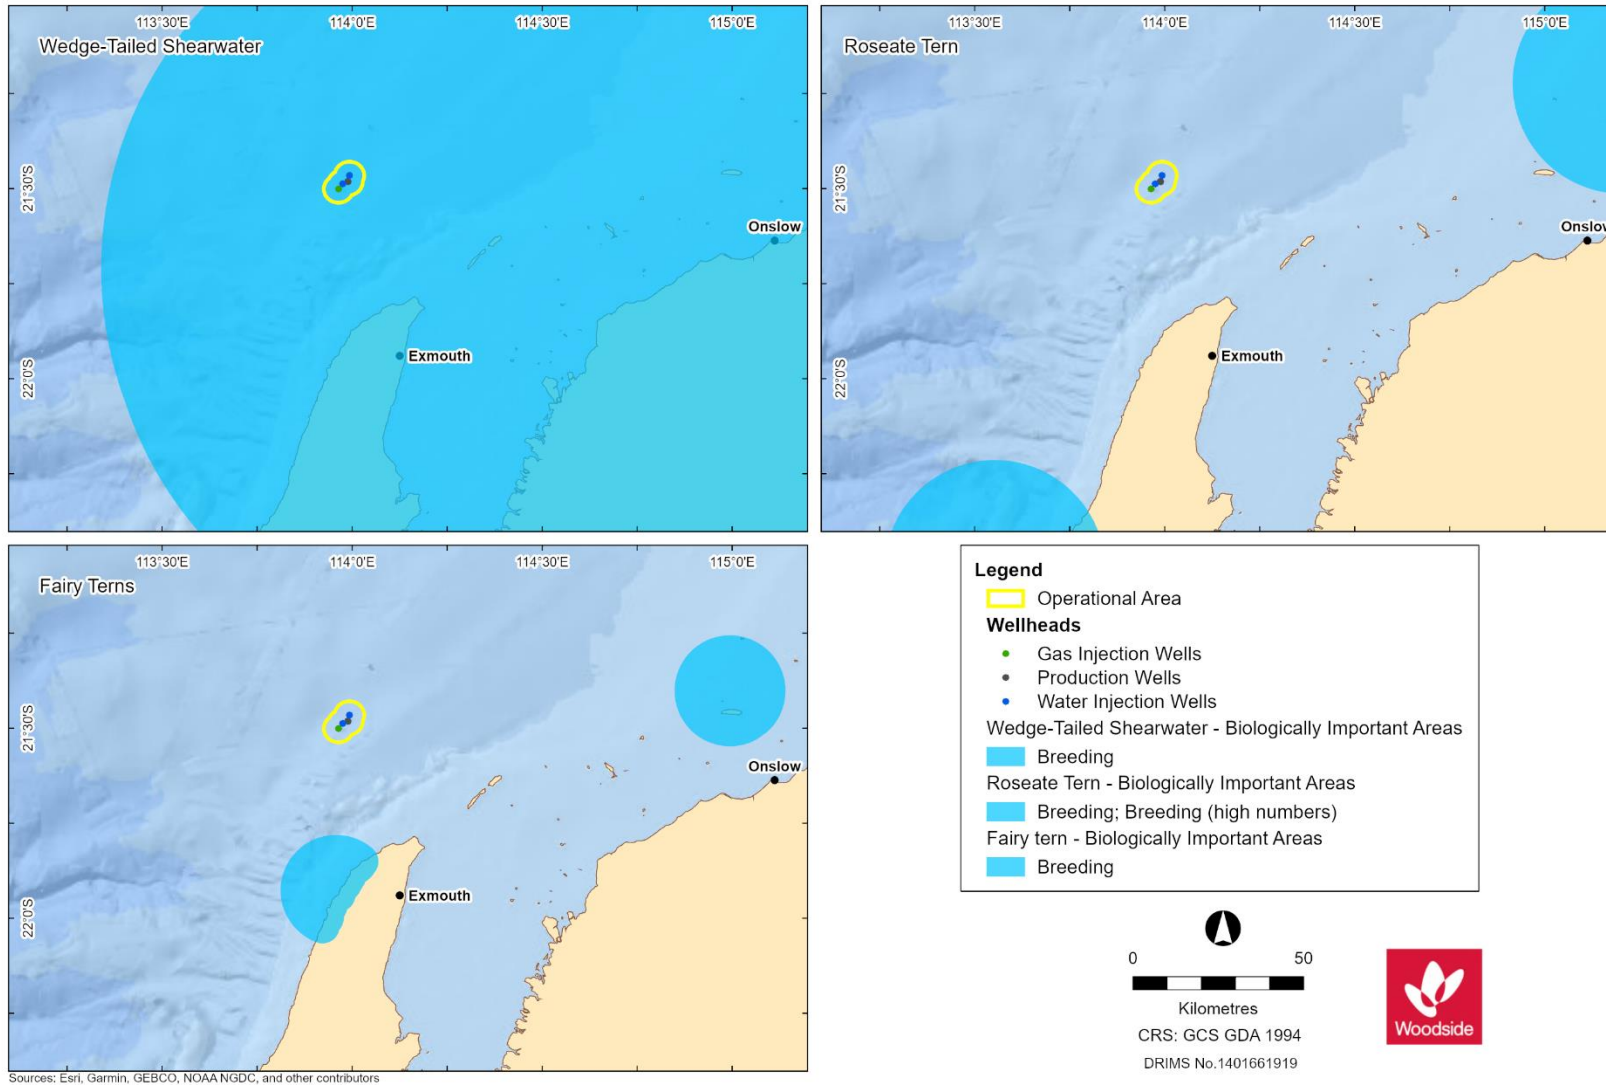 113°30'E
114°0'E
114°30'E
115°0'E
Wedge-Tailed Shearwater
21°30'S
Onslow
Exmouth
22°0'S
113°30'E
114°0'E
114°30'E
115°0'E
Roseate Tern
21°30'S
Onslow
Exmouth
22°0'S
113°30'E
114°0'E
114°30'E
115°0'E
Fairy Terns
21°30'S
Onslow
Exmouth
22°0'S
Sources: Esri, Garmin, GEBCO, NOAA NGDC, and other contributors
Legend
Operational Area
Wellheads
Gas Injection Wells
Production Wells
Water Injection Wells
Wedge-Tailed Shearwater - Biologically Important Areas
Breeding
Roseate Tern - Biologically Important Areas
Breeding; Breeding (high numbers)
Fairy tern - Biologically Important Areas
Breeding
0 50
Kilometres
CRS: GCS GDA 1994
DRIMS No.1401661919
Woodside